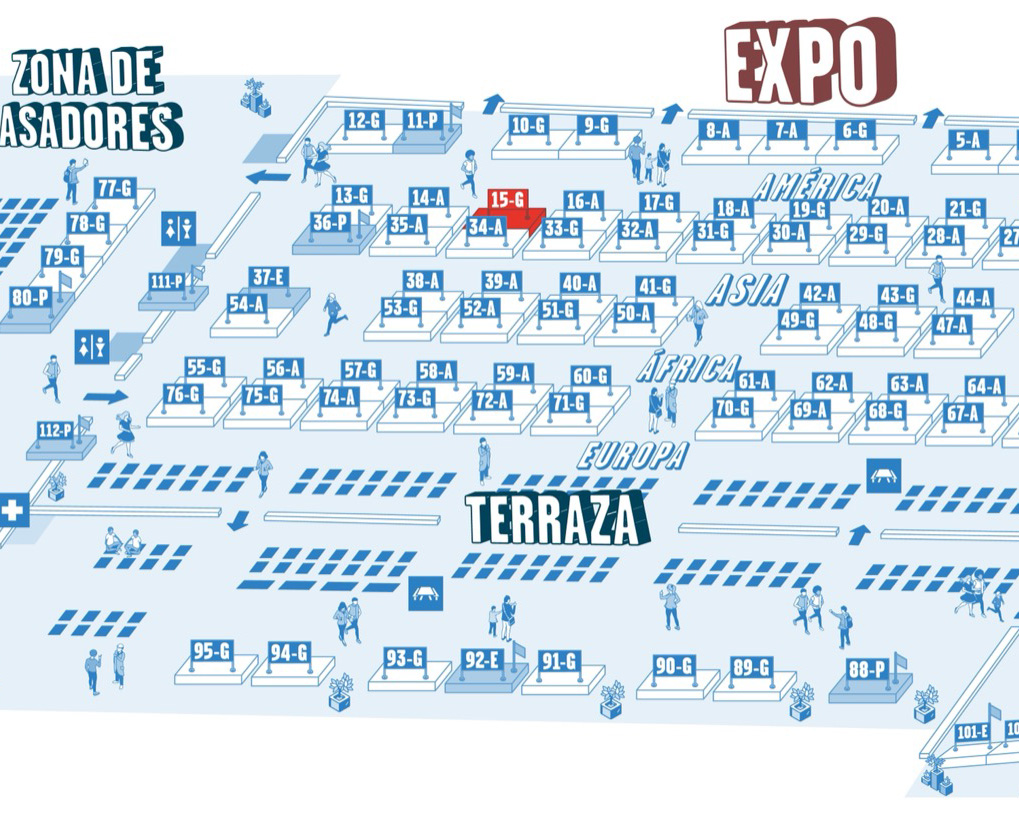 ZONA DE
ASADORES
EXPO
12-G 11-P 10-G 9-G 8-A 7-A 6-G 5-A
AMÉRICA
77-G 13-G 14-A 15-G 16-A 17-G 18-A 19-G 20-A 21-G
78-G 36-P 35-A 34-A 33-G 32-A 31-G 30-A 29-G 28-A 27
79-G
80-P 111-P 37-E 38-A 39-A 40-A 41-G
ASIA
42-A 43-G 44-A
54-A 53-G 52-A 51-G 50-A 49-G 48-G 47-A
ÁFRICA
55-G 56-A 57-G 58-A 59-A 60-G 61-A 62-A 63-A 64-A
76-G 75-G 74-A 73-G 72-A 71-G 70-G 69-A 68-G 67-A
112-P
EUROPA
TERRAZA
95-G 94-G 93-G 92-E 91-G 90-G 89-G 88-P
101-E 10